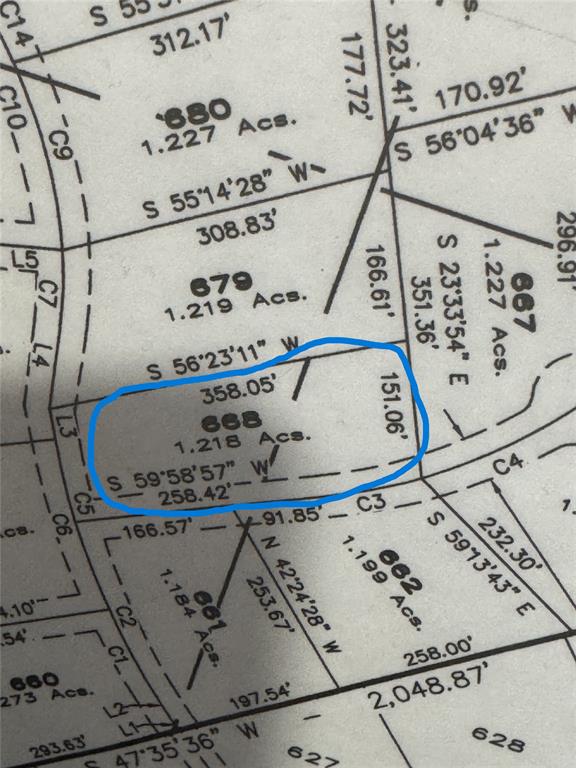 C14
312.17'
177.72'
323.41'
170.92'
S 56°04'36" W
C10
C9
680
1.227 Acs.
S 55°14'28" W
308.83'
L5
C7
L4
679
1.219 Acs.
166.61'
351.36'
S 23°33'54" E
667
1.227 Acs.
296.91'
S 56°23'11" W
358.05'
L3
668
1.218 Acs.
151.06'
S 59°58'57" W
258.42'
C5
C6
166.57'
91.85'
C3
C4
232.30'
S 59°13'43" E
N 42°24'28" W
253.67'
662
1.199 Acs.
661
1.184 Acs.
C2
C1
L2
L1
660
273 Acs.
293.63'
197.54'
258.00'
2,048.87'
S 47°35'36" W
627
628